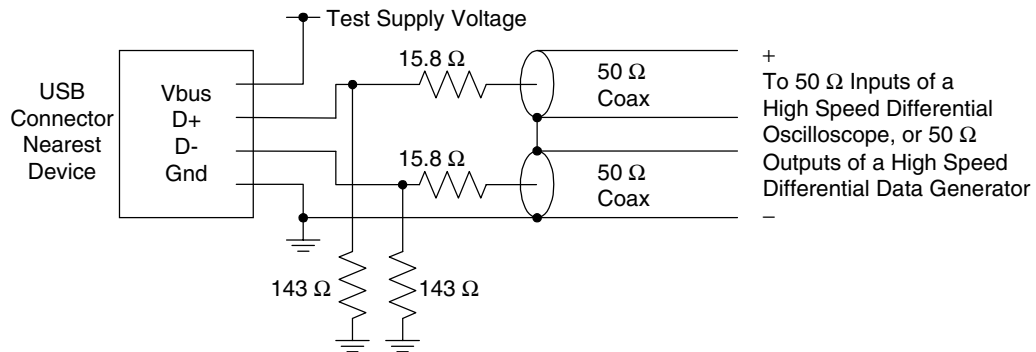 Test Supply Voltage
15.8 Ω
USB
Connector
Nearest
Device
Vbus
D+
D-
Gnd
50 Ω
Coax
15.8 Ω
50 Ω
Coax
+
To 50 Ω Inputs of a
High Speed Differential
Oscilloscope, or 50 Ω
Outputs of a High Speed
Differential Data Generator
–
143 Ω
143 Ω